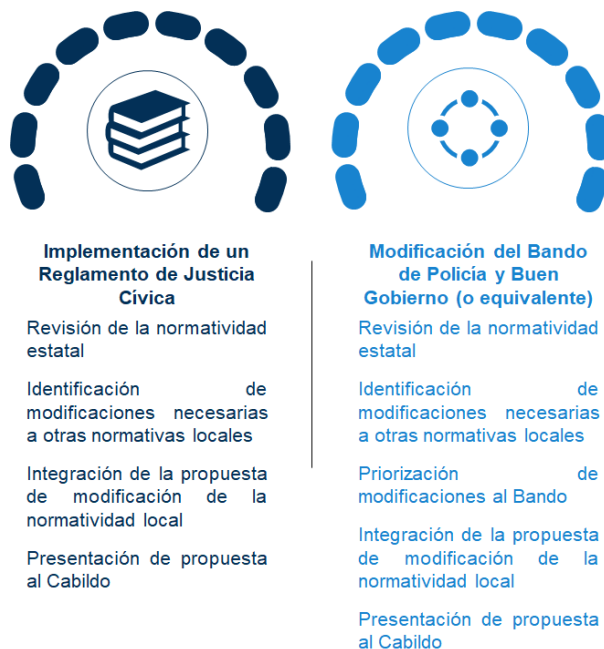 Implementación de un
Reglamento de Justicia
Cívica
Revisión de la normatividad
estatal
Identificación de
modificaciones necesarias
a otras normativas locales
Integración de la propuesta
de modificación de la
normatividad local
Presentación de propuesta
al Cabildo
Modificación del Bando
de Policía y Buen
Gobierno (o equivalente)
Revisión de la normatividad
estatal
Identificación de
modificaciones necesarias
a otras normativas locales
Priorización de
modificaciones al Bando
Integración de la propuesta
de modificación de la
normatividad local
Presentación de propuesta
al Cabildo